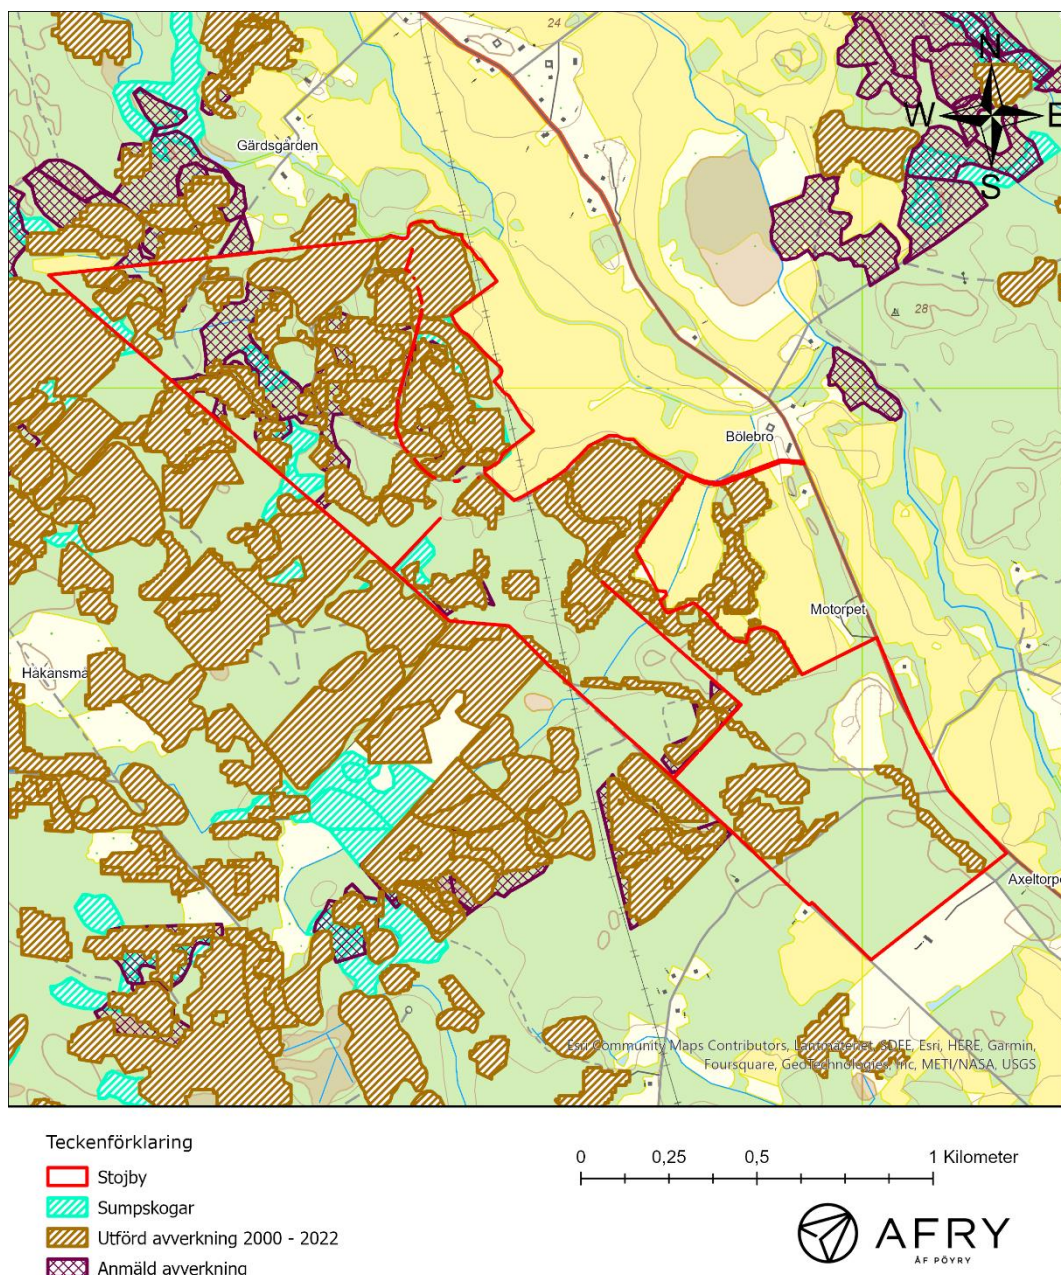 24
N
W
E
S
Gärdsgården
28
Bölebro
Motorpet
Håkansmå
Axeltorpe
Esri Community Maps Contributors, Lantmäteriet, SDFE, Esri, HERE, Garmin,
Foursquare, GeoTechnologies, Inc, METI/NASA, USGS
Teckenförklaring
Stojby
Sumpskogar
Utförd avverkning 2000 - 2022
Anmäld avverkning
0 0,25 0,5 1 Kilometer
AFRY
ÅF PÖYRY